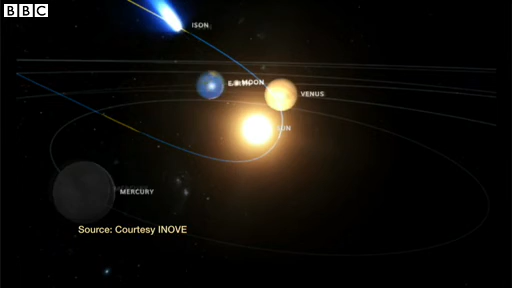 BBC
ISON
MOON
VENUS
SUN
MERCURY
Source: Courtesy INOVE